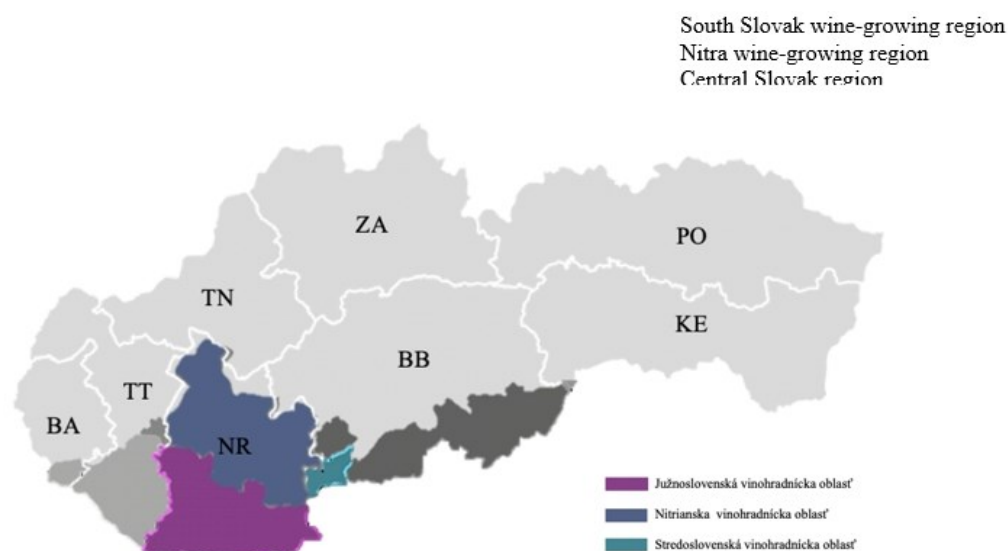 South Slovak wine-growing region
Nitra wine-growing region
Central Slovak region
ZA
PO
TN
KE
BB
TT
BA
NR
Južnoslovenská vinohradnícka oblasť
Nitrianska vinohradnícka oblasť
Stredoslovenská vinohradnícka oblasť